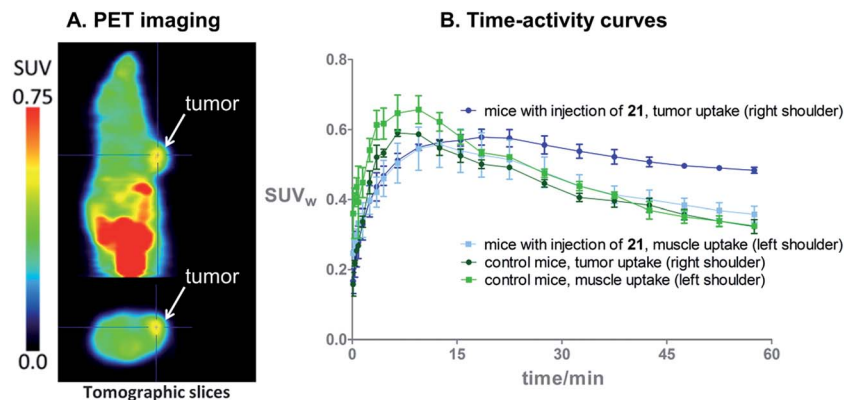 A. PET imaging
SUV
0.75
0.0
tumor
tumor
Tomographic slices
B. Time-activity curves
0.8
0.6
0.4
0.2
0.0
SUVw
mice with injection of 21, tumor uptake (right shoulder)
mice with injection of 21, muscle uptake (left shoulder)
control mice, tumor uptake (right shoulder)
control mice, muscle uptake (left shoulder)
0
15
30
45
60
time/min